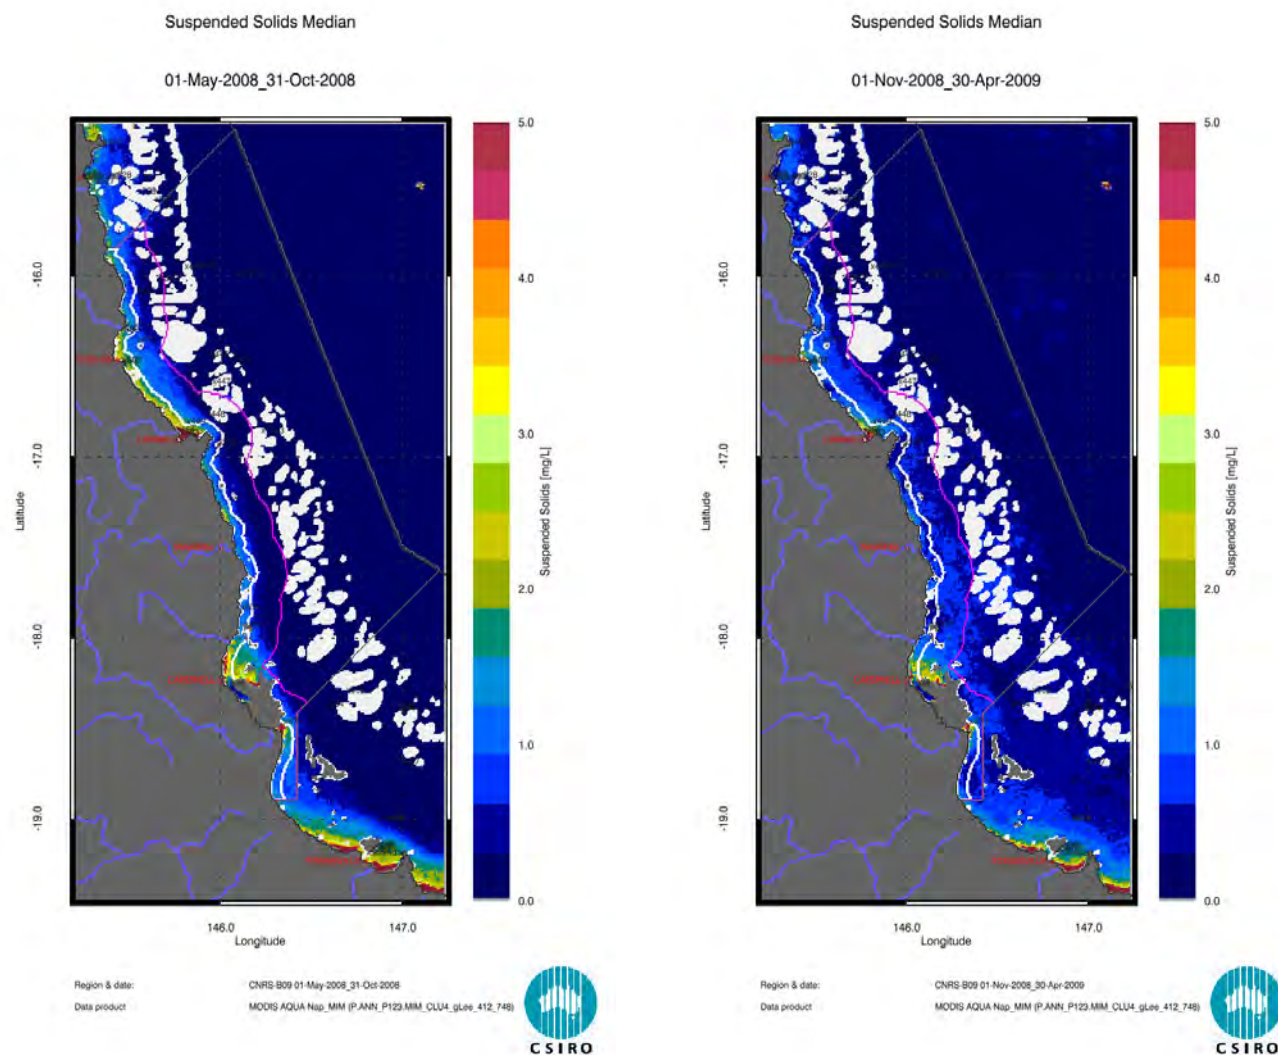 Suspended Solids Median
01-May-2008_31-Oct-2008
5.0
4.0
3.0
2.0
1.0
0.0
Suspended Solids [mg/L]
-16.0
-17.0
-18.0
-19.0
Latitude
146.0
147.0
Longitude
Region & date:
CNRS-B09 01-May-2008_31-Oct-2008
Data product
MODIS AQUA Nap_MIM (P.ANN_P123.MIM_CLU4_gLee_412_748)
CSIRO
Suspended Solids Median
01-Nov-2008_30-Apr-2009
5.0
4.0
3.0
2.0
1.0
0.0
Suspended Solids [mg/L]
-16.0
-17.0
-18.0
-19.0
Latitude
146.0
147.0
Longitude
Region & date:
CNRS-B09 01-Nov-2008_30-Apr-2009
Data product
MODIS AQUA Nap_MIM (P.ANN_P123.MIM_CLU4_gLee_412_748)
CSIRO